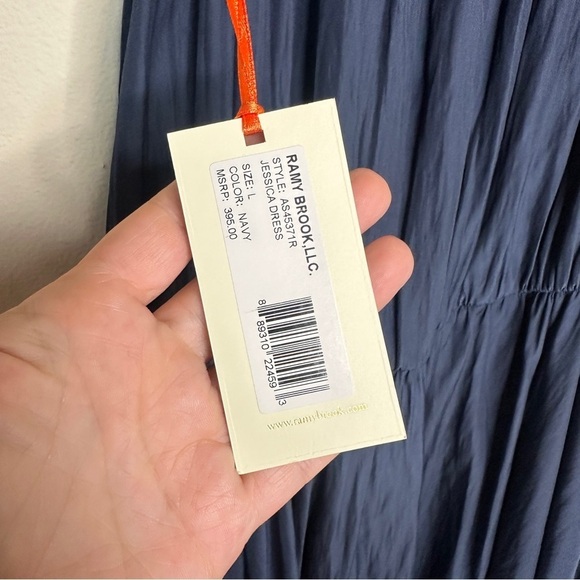 RAMY BROOK,LLC.
STYLE: AS45371R
JESSICA DRESS
SIZE: L
COLOR: NAVY
MSRP: 395.00
8 89310 22459 3
www.ramybrook.com